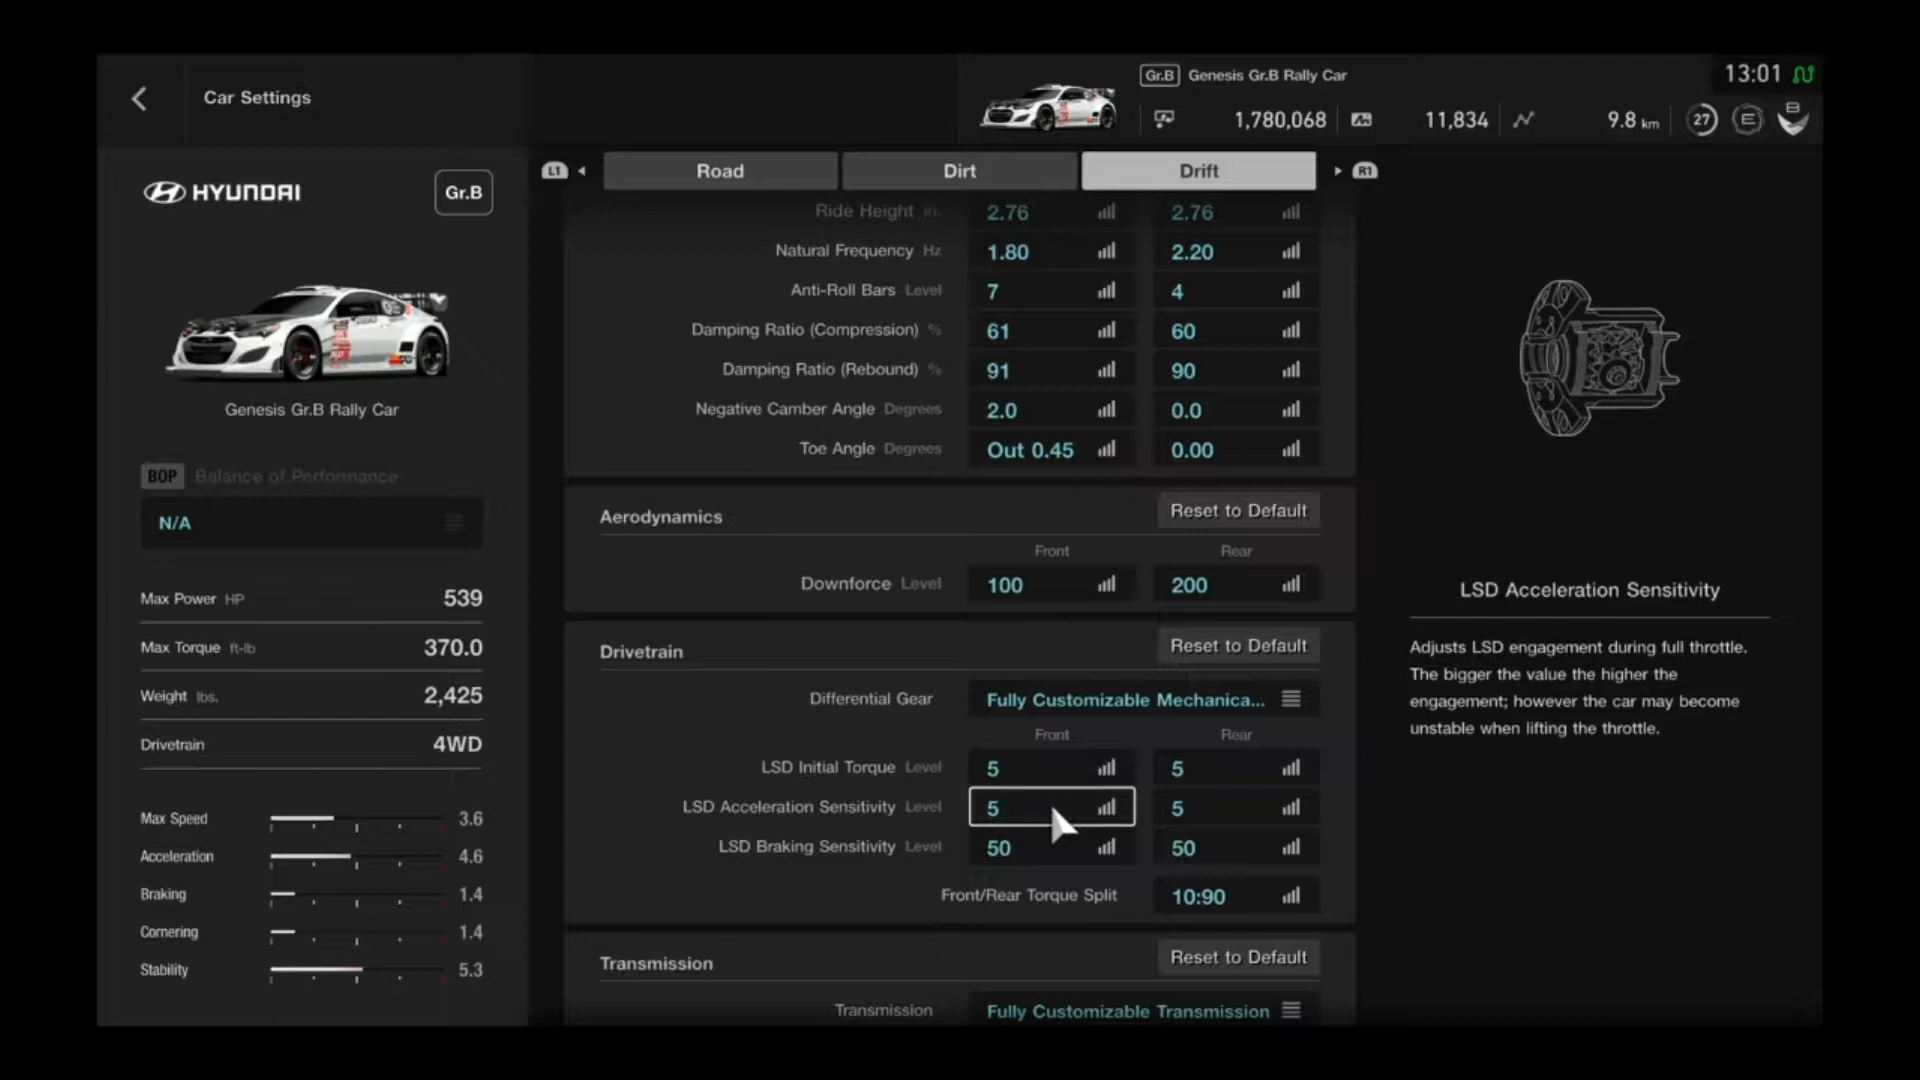 Car Settings
Gr.B Genesis Gr.B Rally Car
13:01
1,780,068 11,834 9.8 km 27 E B
HYUNDAI Gr.B
Genesis Gr.B Rally Car
BOP Balance of Performance
N/A
Max Power HP 539
Max Torque ft-lb 370.0
Weight lbs. 2,425
Drivetrain 4WD
Max Speed 3.6
Acceleration 4.6
Braking 1.4
Cornering 1.4
Stability 5.3
L1 Road Dirt Drift R1
Ride Height in. 2.76 2.76
Natural Frequency Hz 1.80 2.20
Anti-Roll Bars Level 7 4
Damping Ratio (Compression) % 61 60
Damping Ratio (Rebound) % 91 90
Negative Camber Angle Degrees 2.0 0.0
Toe Angle Degrees Out 0.45 0.00
Aerodynamics Reset to Default
Front Rear
Downforce Level 100 200
Drivetrain Reset to Default
Differential Gear Fully Customizable Mechanica...
Front Rear
LSD Initial Torque Level 5 5
LSD Acceleration Sensitivity Level 5 5
LSD Braking Sensitivity Level 50 50
Front/Rear Torque Split 10:90
Transmission Reset to Default
Transmission Fully Customizable Transmission
LSD Acceleration Sensitivity
Adjusts LSD engagement during full throttle.
The bigger the value the higher the
engagement; however the car may become
unstable when lifting the throttle.